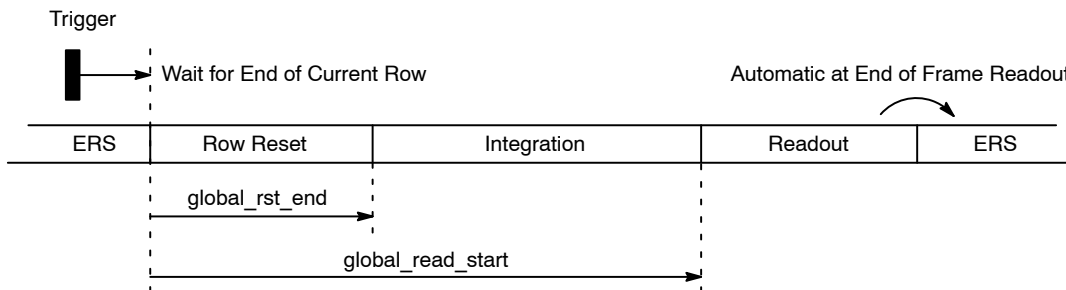 Trigger
Wait for End of Current Row
Automatic at End of Frame Readout
ERS
Row Reset
Integration
Readout
ERS
global_rst_end
global_read_start